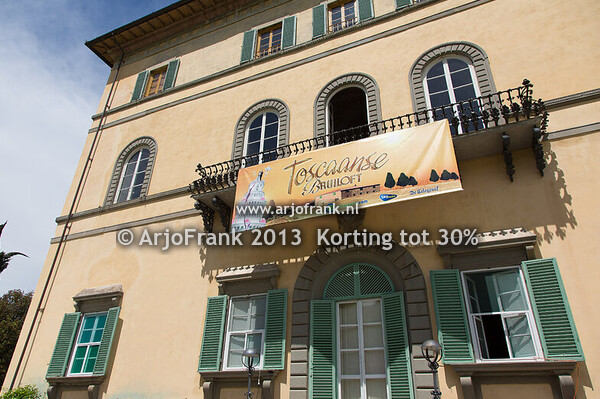 Toscaanse
Bruiloft
www.arjofrank.nl
© ArjoFrank 2013 Korting tot 30%